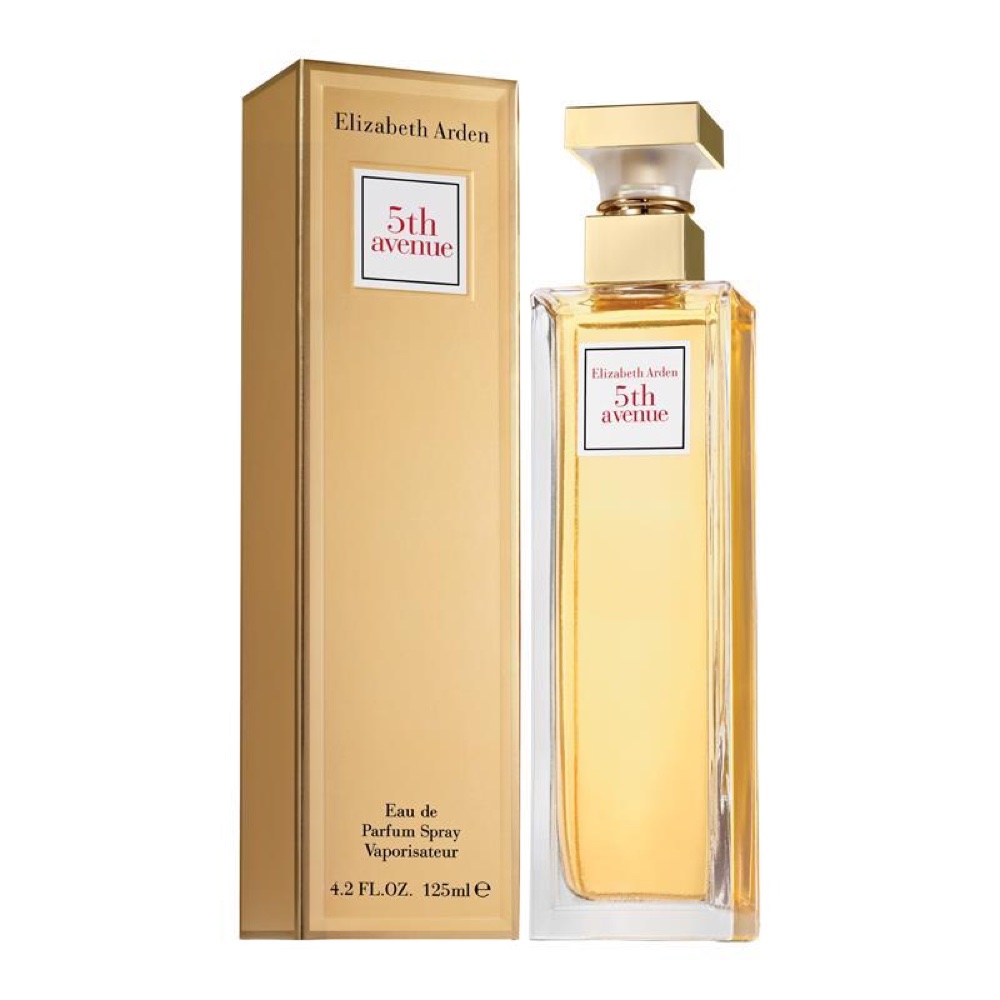 Elizabeth Arden
5th
avenue
Eau de
Parfum Spray
Vaporisateur
4.2 FL.OZ. 125ml ℮
Elizabeth Arden
5th
avenue